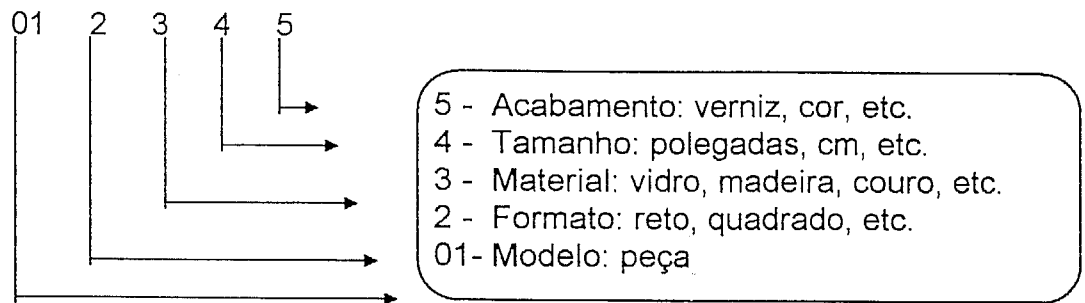 01 2 3 4 5
5 - Acabamento: verniz, cor, etc.
4 - Tamanho: polegadas, cm, etc.
3 - Material: vidro, madeira, couro, etc.
2 - Formato: reto, quadrado, etc.
01- Modelo: peça